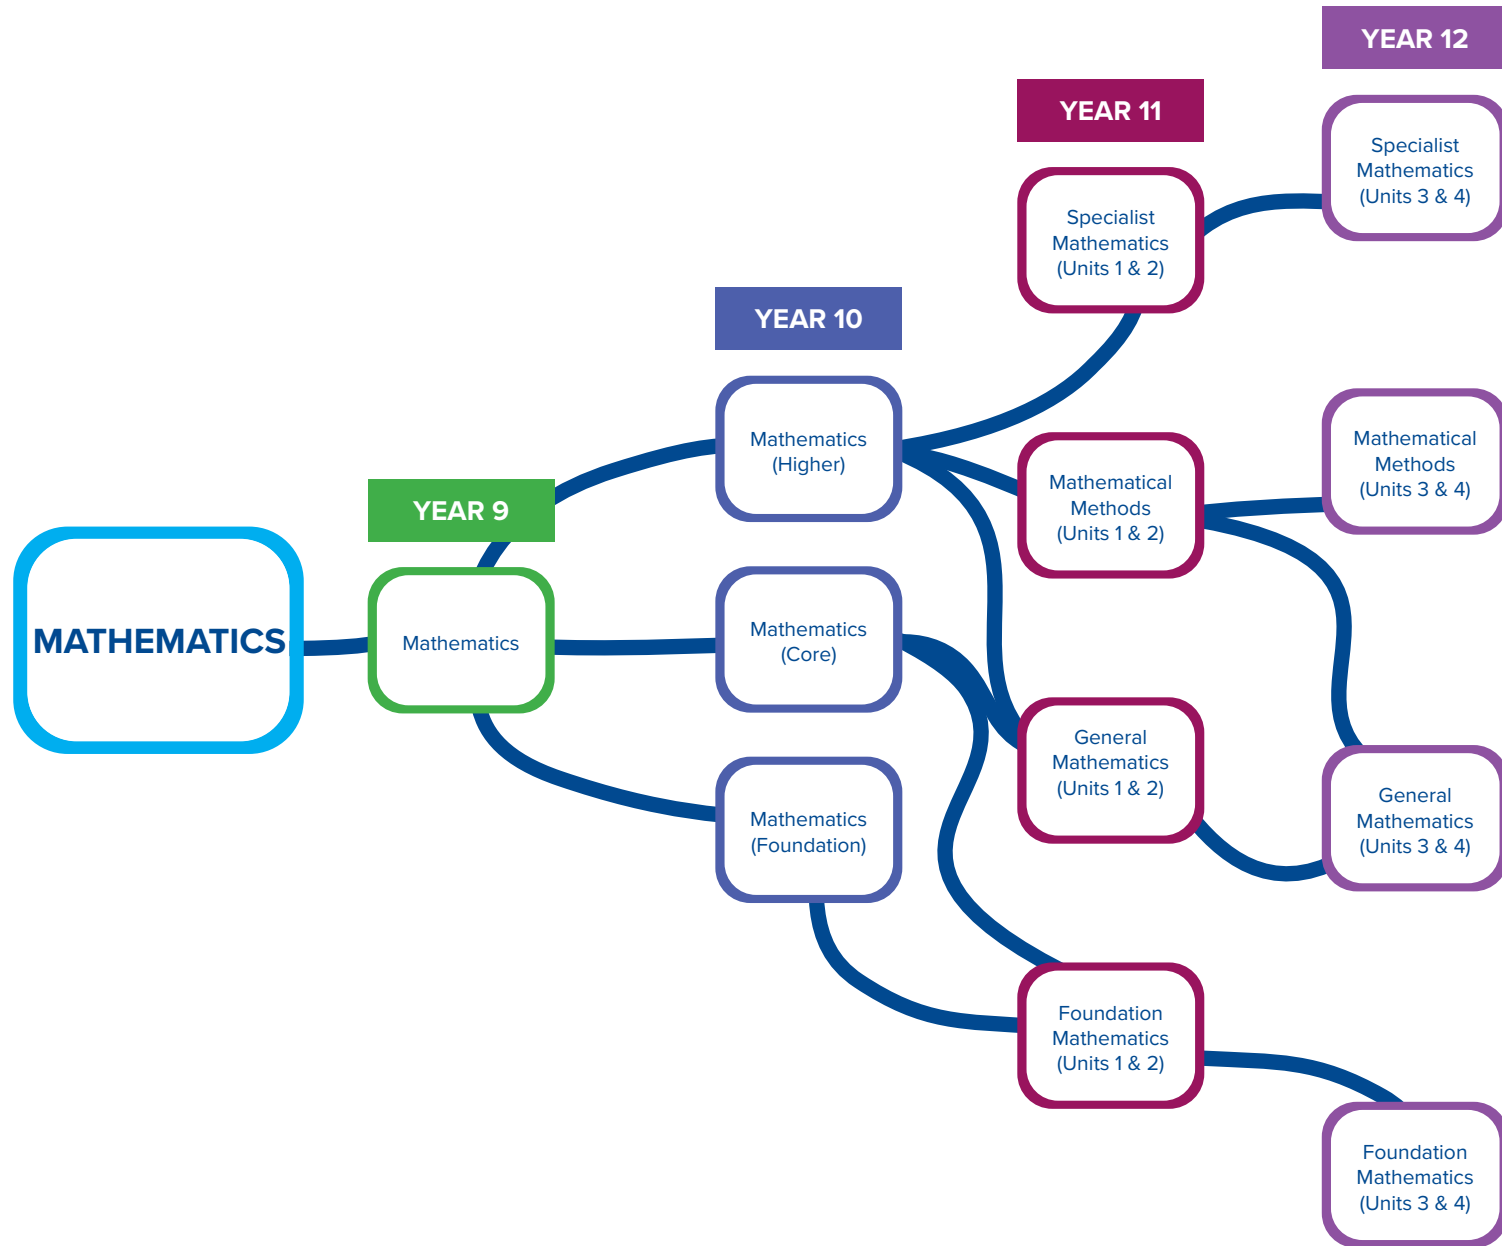 MATHEMATICS
YEAR 9
Mathematics
YEAR 10
Mathematics
(Higher)
Mathematics
(Core)
Mathematics
(Foundation)
YEAR 11
Specialist
Mathematics
(Units 1 & 2)
Mathematical
Methods
(Units 1 & 2)
General
Mathematics
(Units 1 & 2)
Foundation
Mathematics
(Units 1 & 2)
YEAR 12
Specialist
Mathematics
(Units 3 & 4)
Mathematical
Methods
(Units 3 & 4)
General
Mathematics
(Units 3 & 4)
Foundation
Mathematics
(Units 3 & 4)